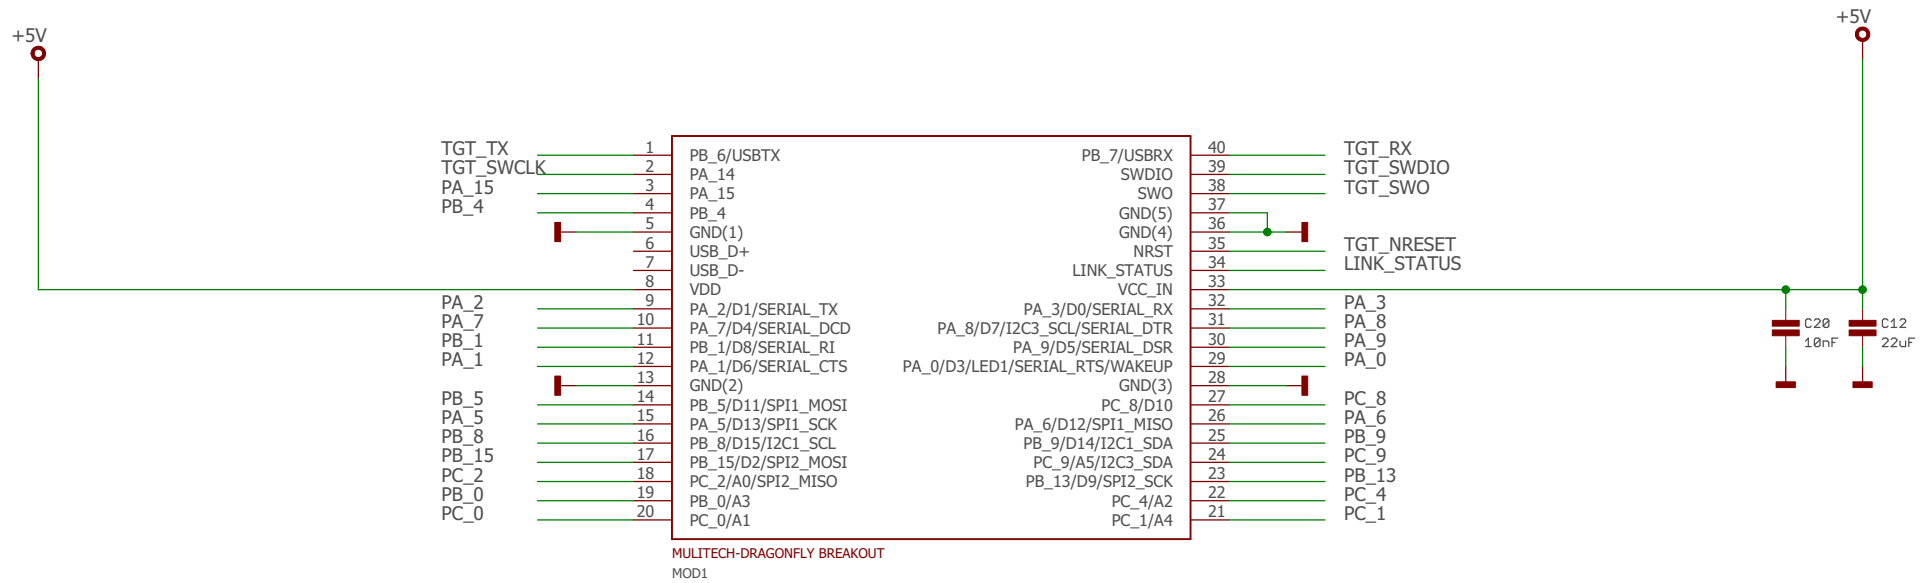 +5V
+5V
TGT_TX 1 PB_6/USBTX PB_7/USBRX 40 TGT_RX
TGT_SWCLK 2 PA_14 SWDIO 39 TGT_SWDIO
PA_15 3 PA_15 SWO 38 TGT_SWO
PB_4 4 PB_4 GND(5) 37
5 GND(1) GND(4) 36
6 USB_D+ NRST 35 TGT_NRESET
7 USB_D- LINK_STATUS 34 LINK_STATUS
8 VDD VCC_IN 33
PA_2 9 PA_2/D1/SERIAL_TX PA_3/D0/SERIAL_RX 32 PA_3
PA_7 10 PA_7/D4/SERIAL_DCD PA_8/D7/I2C3_SCL/SERIAL_DTR 31 PA_8 C20 C12
PB_1 11 PB_1/D8/SERIAL_RI PA_9/D5/SERIAL_DSR 30 PA_9 10nF 22uF
PA_1 12 PA_1/D6/SERIAL_CTS PA_0/D3/LED1/SERIAL_RTS/WAKEUP 29 PA_0
13 GND(2) GND(3) 28
PB_5 14 PB_5/D11/SPI1_MOSI PC_8/D10 27 PC_8
PA_5 15 PA_5/D13/SPI1_SCK PA_6/D12/SPI1_MISO 26 PA_6
PB_8 16 PB_8/D15/I2C1_SCL PB_9/D14/I2C1_SDA 25 PB_9
PB_15 17 PB_15/D2/SPI2_MOSI PC_9/A5/I2C3_SDA 24 PC_9
PC_2 18 PC_2/A0/SPI2_MISO PB_13/D9/SPI2_SCK 23 PB_13
PB_0 19 PB_0/A3 PC_4/A2 22 PC_4
PC_0 20 PC_0/A1 PC_1/A4 21 PC_1
MULITECH-DRAGONFLY BREAKOUT
MOD1